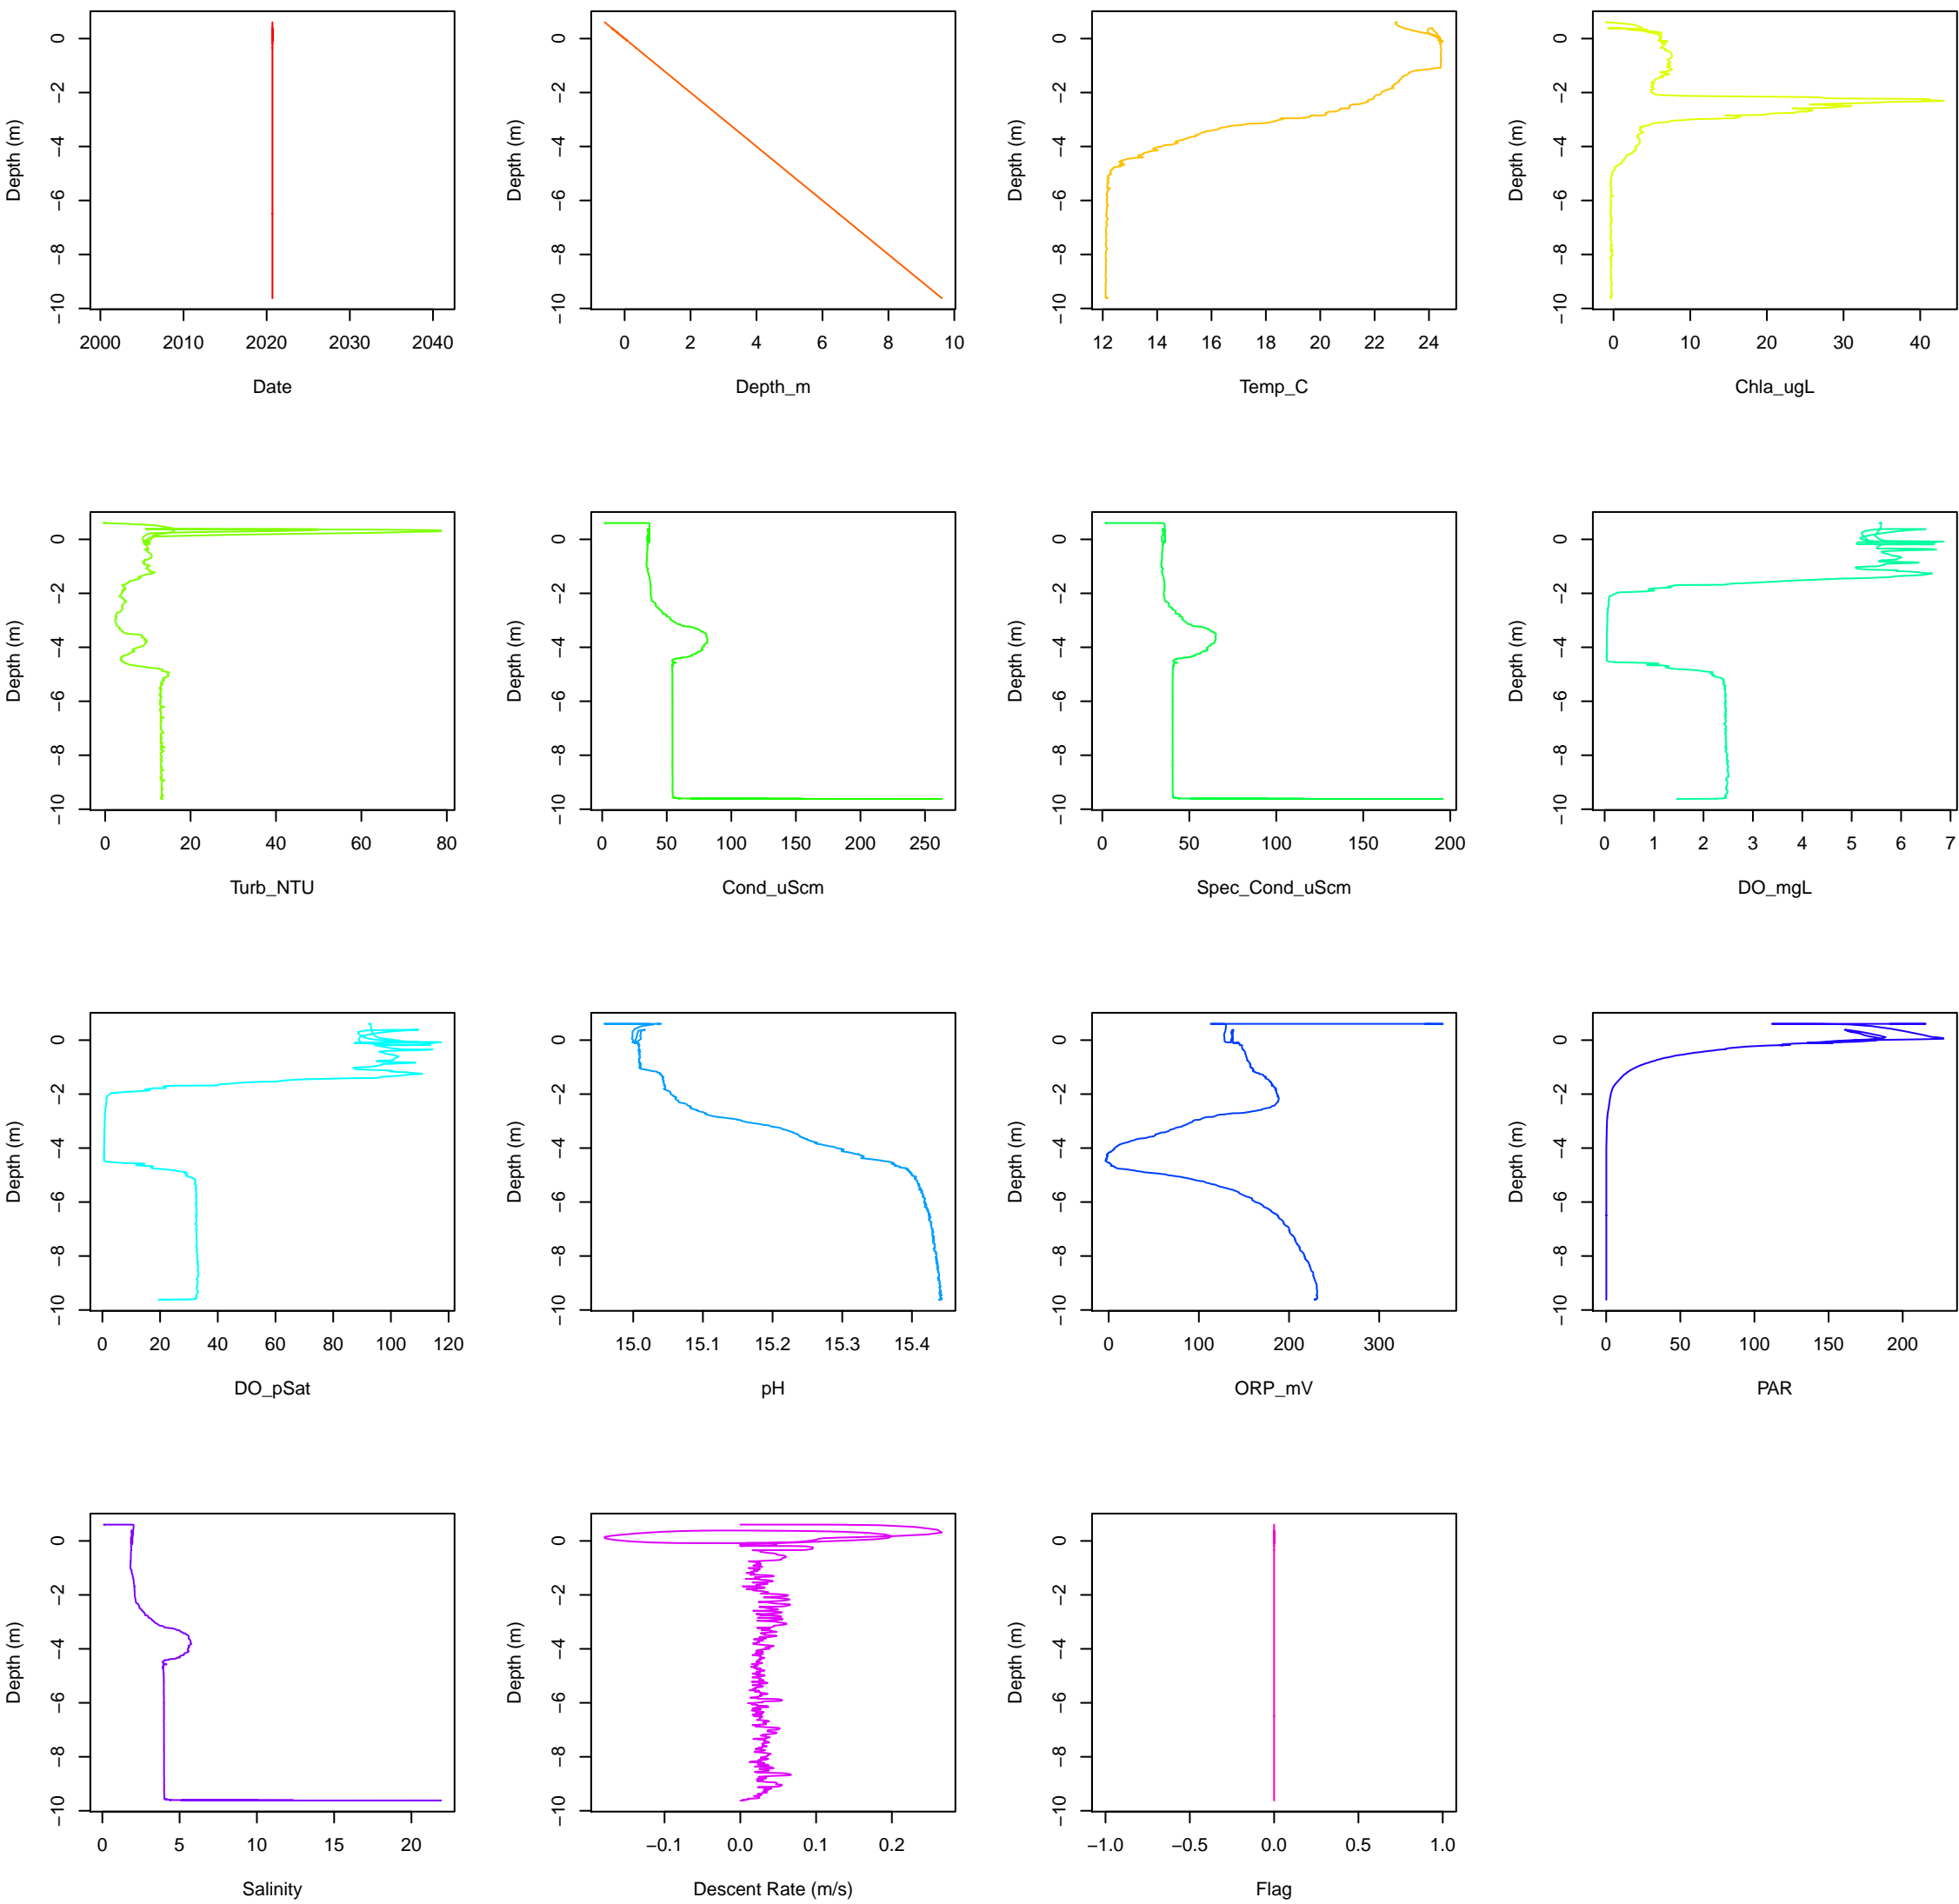 Depth (m)
0
−2
−4
−6
−8
−10
2000 2010 2020 2030 2040
Date
Depth (m)
0
−2
−4
−6
−8
−10
0 2 4 6 8 10
Depth_m
Depth (m)
0
−2
−4
−6
−8
−10
12 14 16 18 20 22 24
Temp_C
Depth (m)
0
−2
−4
−6
−8
−10
0 10 20 30 40
Chla_ugL
Depth (m)
0
−2
−4
−6
−8
−10
0 20 40 60 80
Turb_NTU
Depth (m)
0
−2
−4
−6
−8
−10
0 50 100 150 200 250
Cond_uScm
Depth (m)
0
−2
−4
−6
−8
−10
0 50 100 150 200
Spec_Cond_uScm
Depth (m)
0
−2
−4
−6
−8
−10
0 1 2 3 4 5 6 7
DO_mgL
Depth (m)
0
−2
−4
−6
−8
−10
0 20 40 60 80 100 120
DO_pSat
Depth (m)
0
−2
−4
−6
−8
−10
15.0 15.1 15.2 15.3 15.4
pH
Depth (m)
0
−2
−4
−6
−8
−10
0 100 200 300
ORP_mV
Depth (m)
0
−2
−4
−6
−8
−10
0 50 100 150 200
PAR
Depth (m)
0
−2
−4
−6
−8
−10
0 5 10 15 20
Salinity
Depth (m)
0
−2
−4
−6
−8
−10
−0.1 0.0 0.1 0.2
Descent Rate (m/s)
Depth (m)
0
−2
−4
−6
−8
−10
−1.0 −0.5 0.0 0.5 1.0
Flag